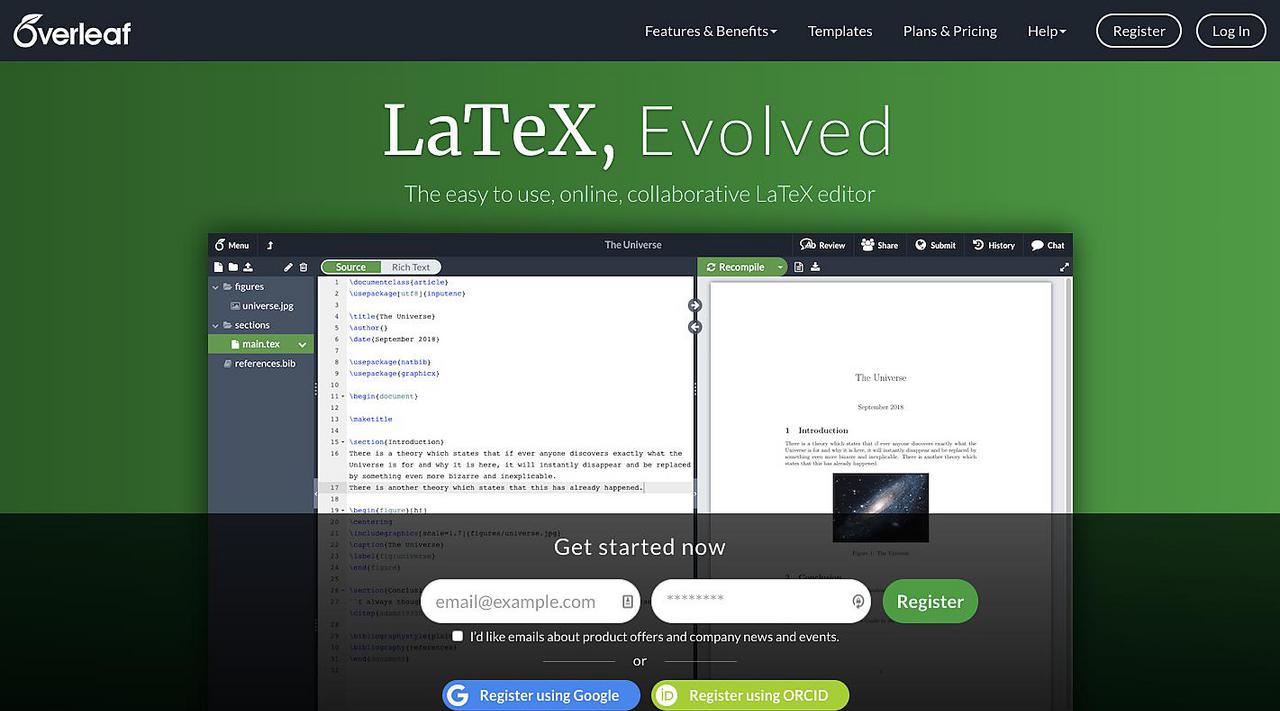 Overleaf
Features & Benefits
Templates
Plans & Pricing
Help
Register
Log In
LaTeX, Evolved
The easy to use, online, collaborative LaTeX editor
Menu
The Universe
Review
Share
Submit
History
Chat
Source
Rich Text
Recompile
figures
universe.jpg
sections
main.tex
references.bib
1 \documentclass{article}
2 \usepackage[utf8]{inputenc}
3
4 \title{The Universe}
5 \author{}
6 \date{September 2018}
7
8 \usepackage{natbib}
9 \usepackage{graphicx}
10
11 \begin{document}
12
13 \maketitle
14
15 \section{Introduction}
16 There is a theory which states that if ever anyone discovers exactly what the
Universe is for and why it is here, it will instantly disappear and be replaced
by something even more bizarre and inexplicable.
17 There is another theory which states that this has already happened.
18
19 \begin{figure}[h!]
20 \centering
21 \includegraphics[scale=1.7]{figures/universe.jpg}
22 \caption{The Universe}
23 \label{fig:universe}
24 \end{figure}
25
26 \section{Conclus
27 ``I always thoug
\citep{adams
28
29 \bibliographystyle{plai
30 \bibliography{references}
31 \end{document}
32
The Universe
September 2018
1 Introduction
There is a theory which states that if ever anyone discovers exactly what the
Universe is for and why it is here, it will instantly disappear and be replaced by
something even more bizarre and inexplicable. There is another theory which
states that this has already happened.
Figure 1: The Universe
2 Conclusion
Get started now
email@example.com
********
Register
I'd like emails about product offers and company news and events.
or
G Register using Google
iD Register using ORCID